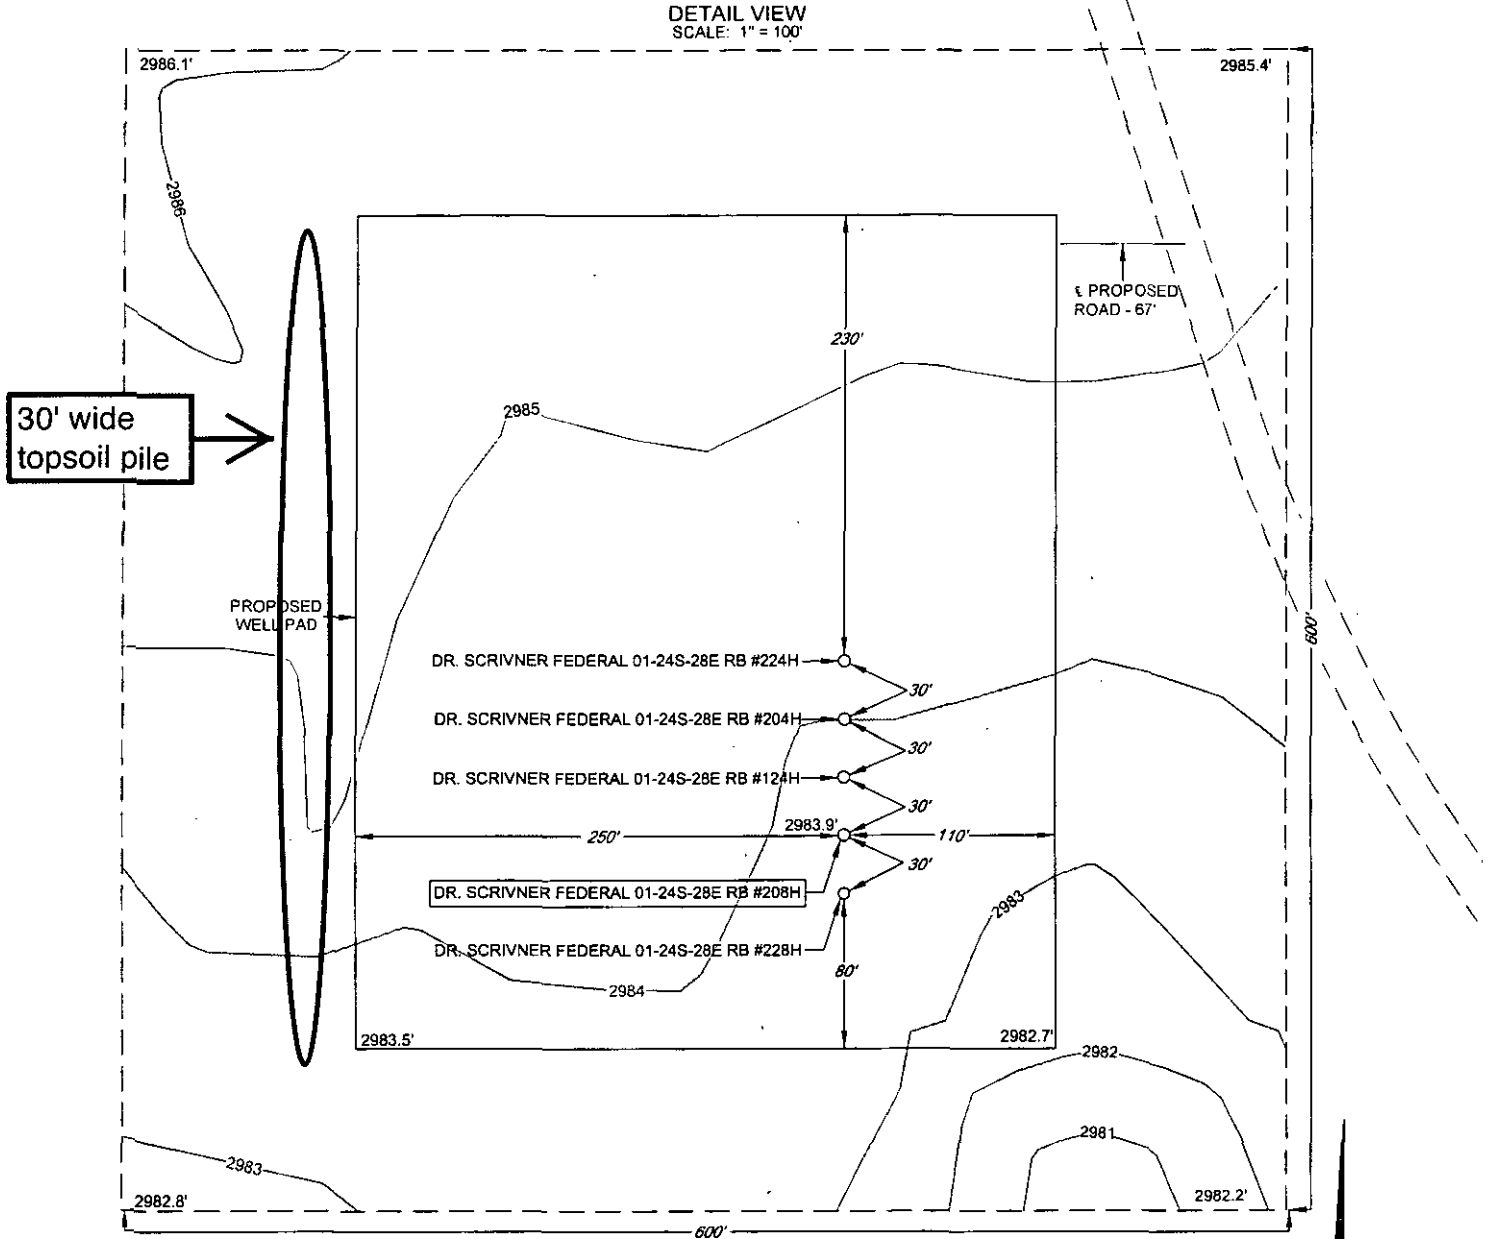 DETAIL VIEW
SCALE: 1" = 100'
2986.1'
2985.4'
2986
230'
℄ PROPOSED
ROAD - 67'
2985
30' wide
topsoil pile
PROPOSED
WELL PAD
600'
DR. SCRIVNER FEDERAL 01-24S-28E RB #224H
30'
DR. SCRIVNER FEDERAL 01-24S-28E RB #204H
30'
DR. SCRIVNER FEDERAL 01-24S-28E RB #124H
30'
2983.9'
250'
110'
30'
DR. SCRIVNER FEDERAL 01-24S-28E RB #208H
2983
DR. SCRIVNER FEDERAL 01-24S-28E RB #228H
80'
2984
2983.5'
2982.7'
2982
2981
2983
2982.8'
2982.2'
600'